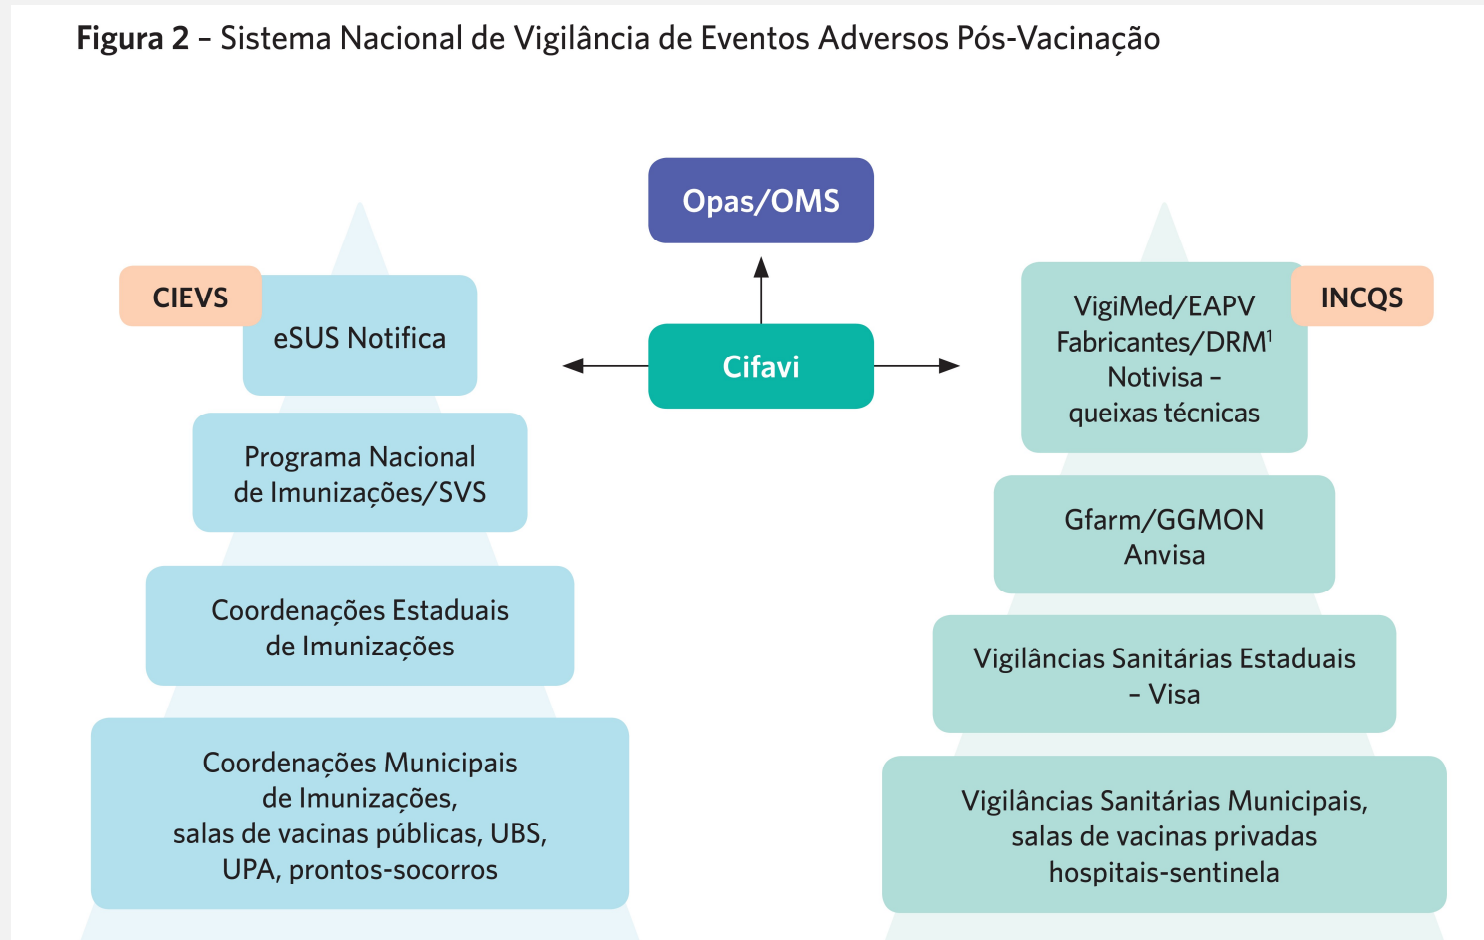 Figura 2 – Sistema Nacional de Vigilância de Eventos Adversos Pós-Vacinação
Opas/OMS
Cifavi
CIEVS
eSUS Notifica
Programa Nacional
de Imunizações/SVS
Coordenações Estaduais
de Imunizações
Coordenações Municipais
de Imunizações,
salas de vacinas públicas, UBS,
UPA, prontos-socorros
INCQS
VigiMed/EAPV
Fabricantes/DRM¹
Notivisa –
queixas técnicas
Gfarm/GGMON
Anvisa
Vigilâncias Sanitárias Estaduais
– Visa
Vigilâncias Sanitárias Municipais,
salas de vacinas privadas
hospitais-sentinela